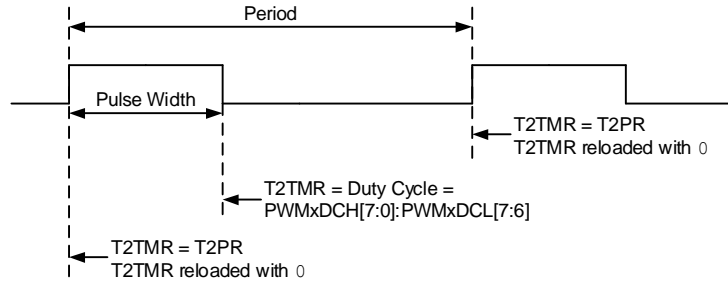 Period
Pulse Width
T2TMR = T2PR
T2TMR reloaded with 0
T2TMR = Duty Cycle =
PWMxDCH[7:0]:PWMxDCL[7:6]
T2TMR = T2PR
T2TMR reloaded with 0